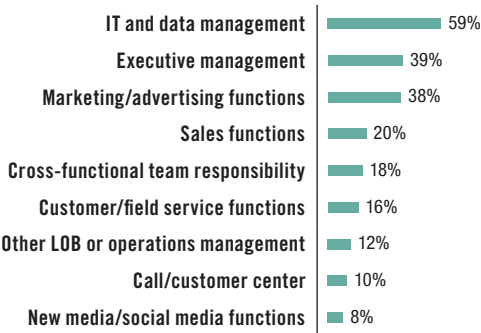 IT and data management 59%
Executive management 39%
Marketing/advertising functions 38%
Sales functions 20%
Cross-functional team responsibility 18%
Customer/field service functions 16%
Other LOB or operations management 12%
Call/customer center 10%
New media/social media functions 8%